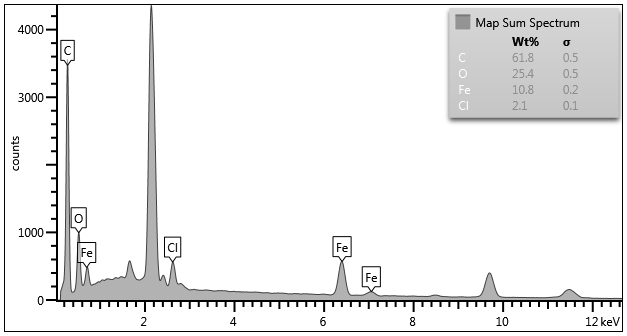 4000
3000
1000
0
counts
C
O
Fe
Cl
Fe
Fe
2
4
6
8
10
12 keV
Map Sum Spectrum
Wt% σ
C 61.8 0.5
O 25.4 0.5
Fe 10.8 0.2
Cl 2.1 0.1